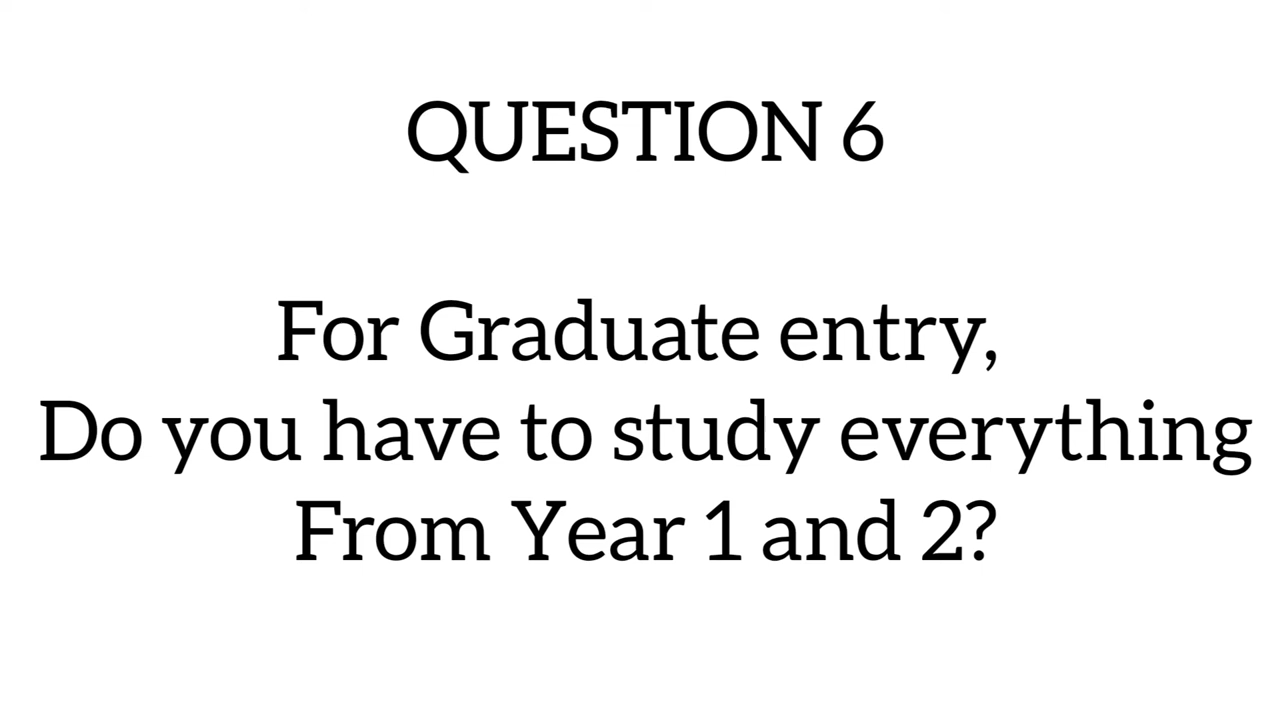 QUESTION 6
For Graduate entry,
Do you have to study everything
From Year 1 and 2?